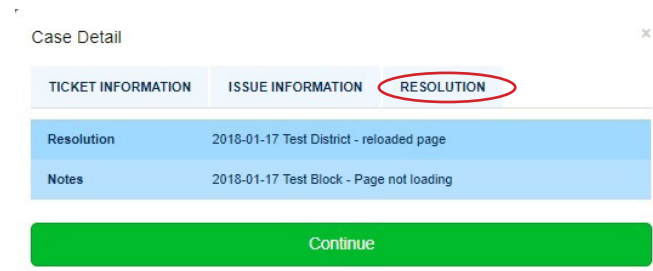 Case Detail ×
TICKET INFORMATION ISSUE INFORMATION RESOLUTION
Resolution 2018-01-17 Test District - reloaded page
Notes 2018-01-17 Test Block - Page not loading
Continue